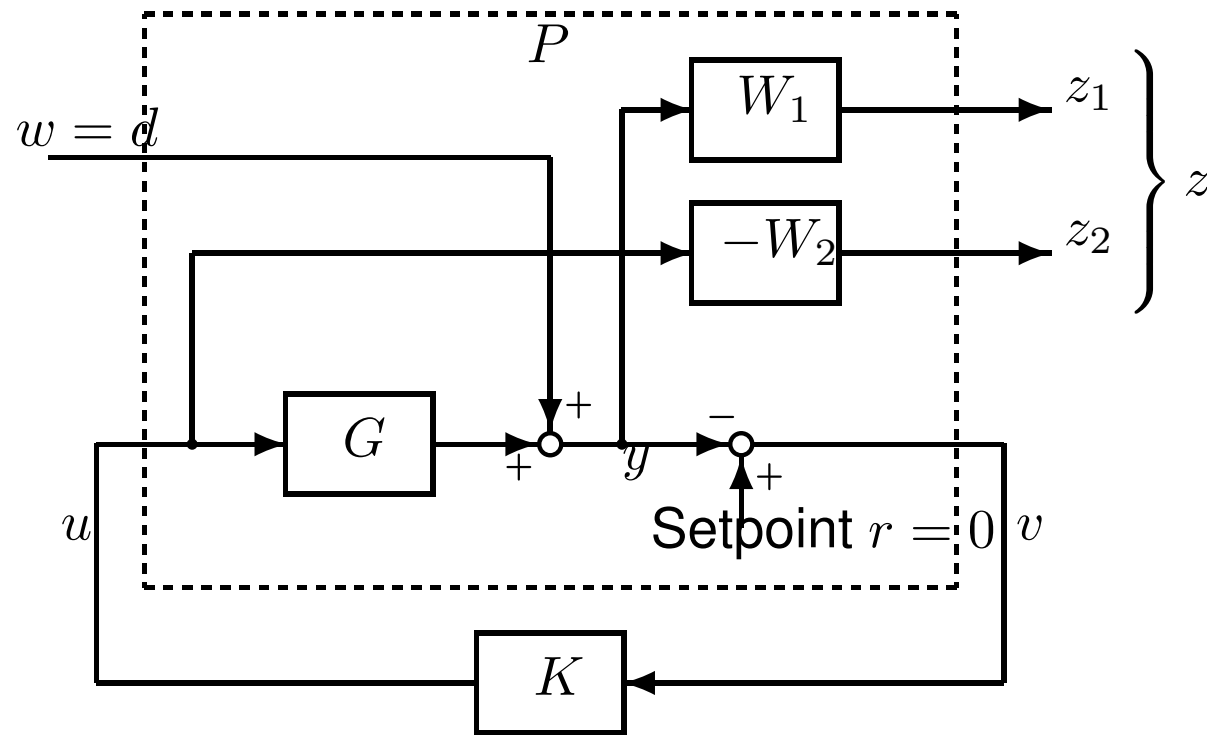 P
W₁
z₁
w = d
z
−W₂
z₂
+
−
G
+
y
+
Setpoint r = 0
u
v
K